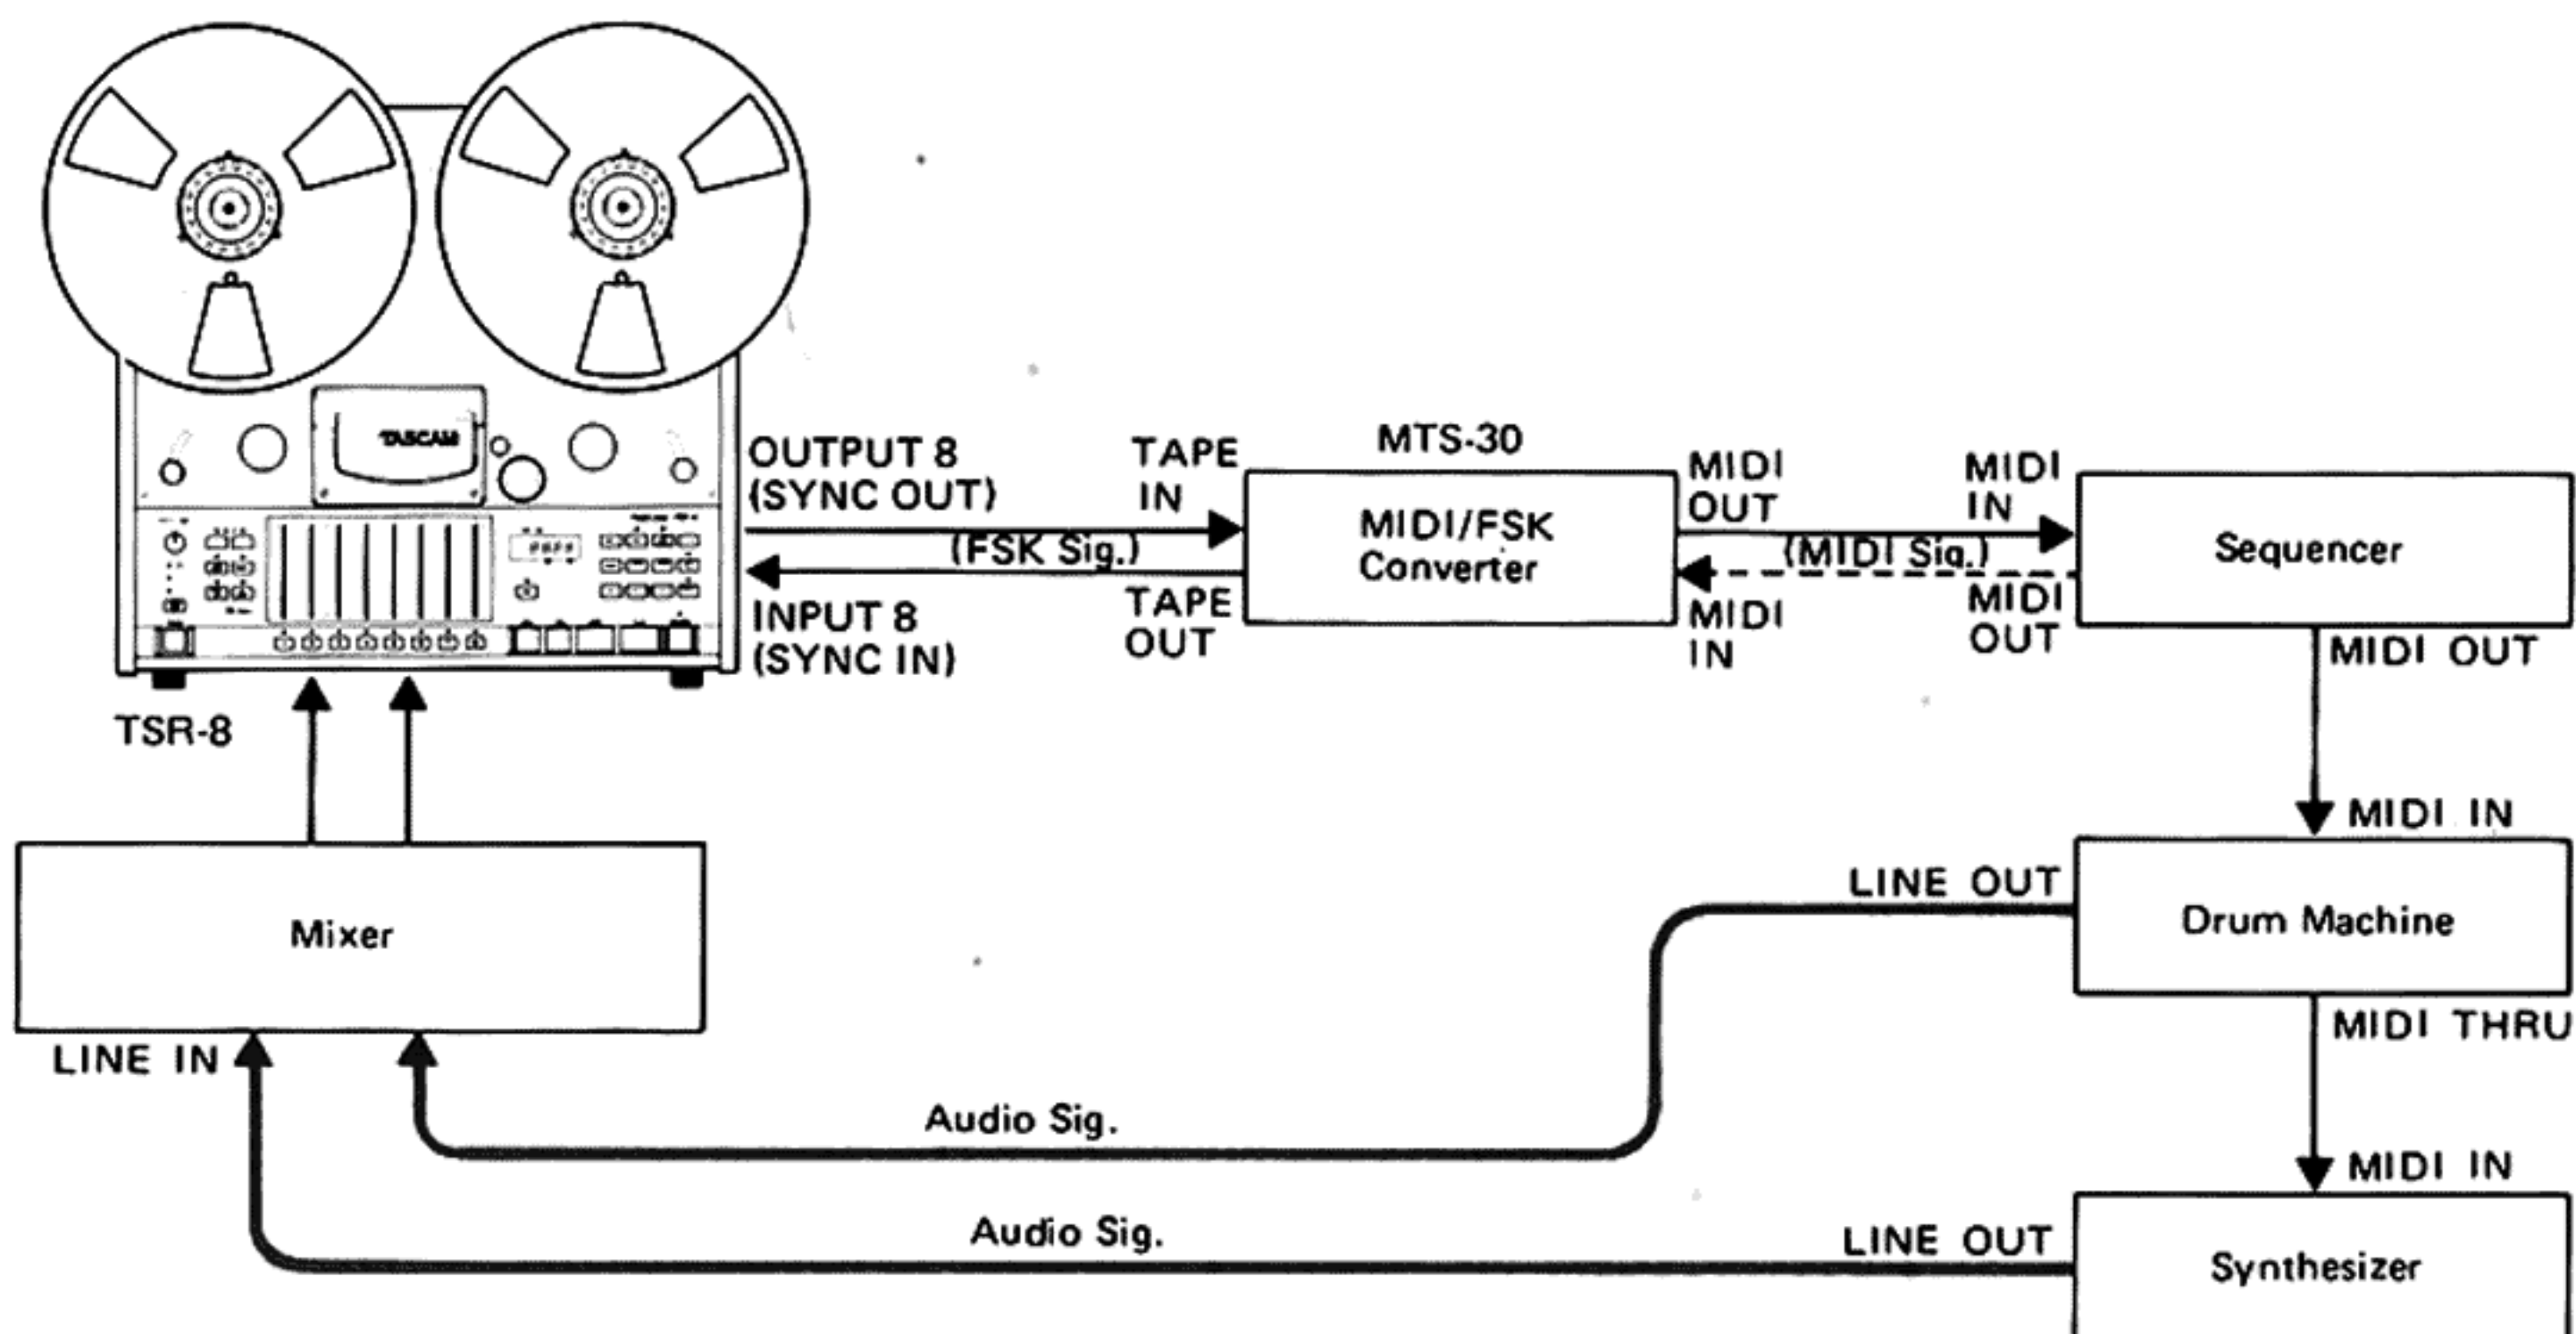 TASCAM
OUTPUT 8
(SYNC OUT)
TAPE
IN
(FSK Sig.)
INPUT 8
(SYNC IN)
TAPE
OUT
MTS-30
MIDI/FSK
Converter
MIDI
OUT
MIDI
IN
(MIDI Sig.)
MIDI
IN
MIDI
OUT
Sequencer
MIDI OUT
TSR-8
MIDI IN
Mixer
LINE OUT
Drum Machine
LINE IN
MIDI THRU
Audio Sig.
MIDI IN
Audio Sig.
LINE OUT
Synthesizer